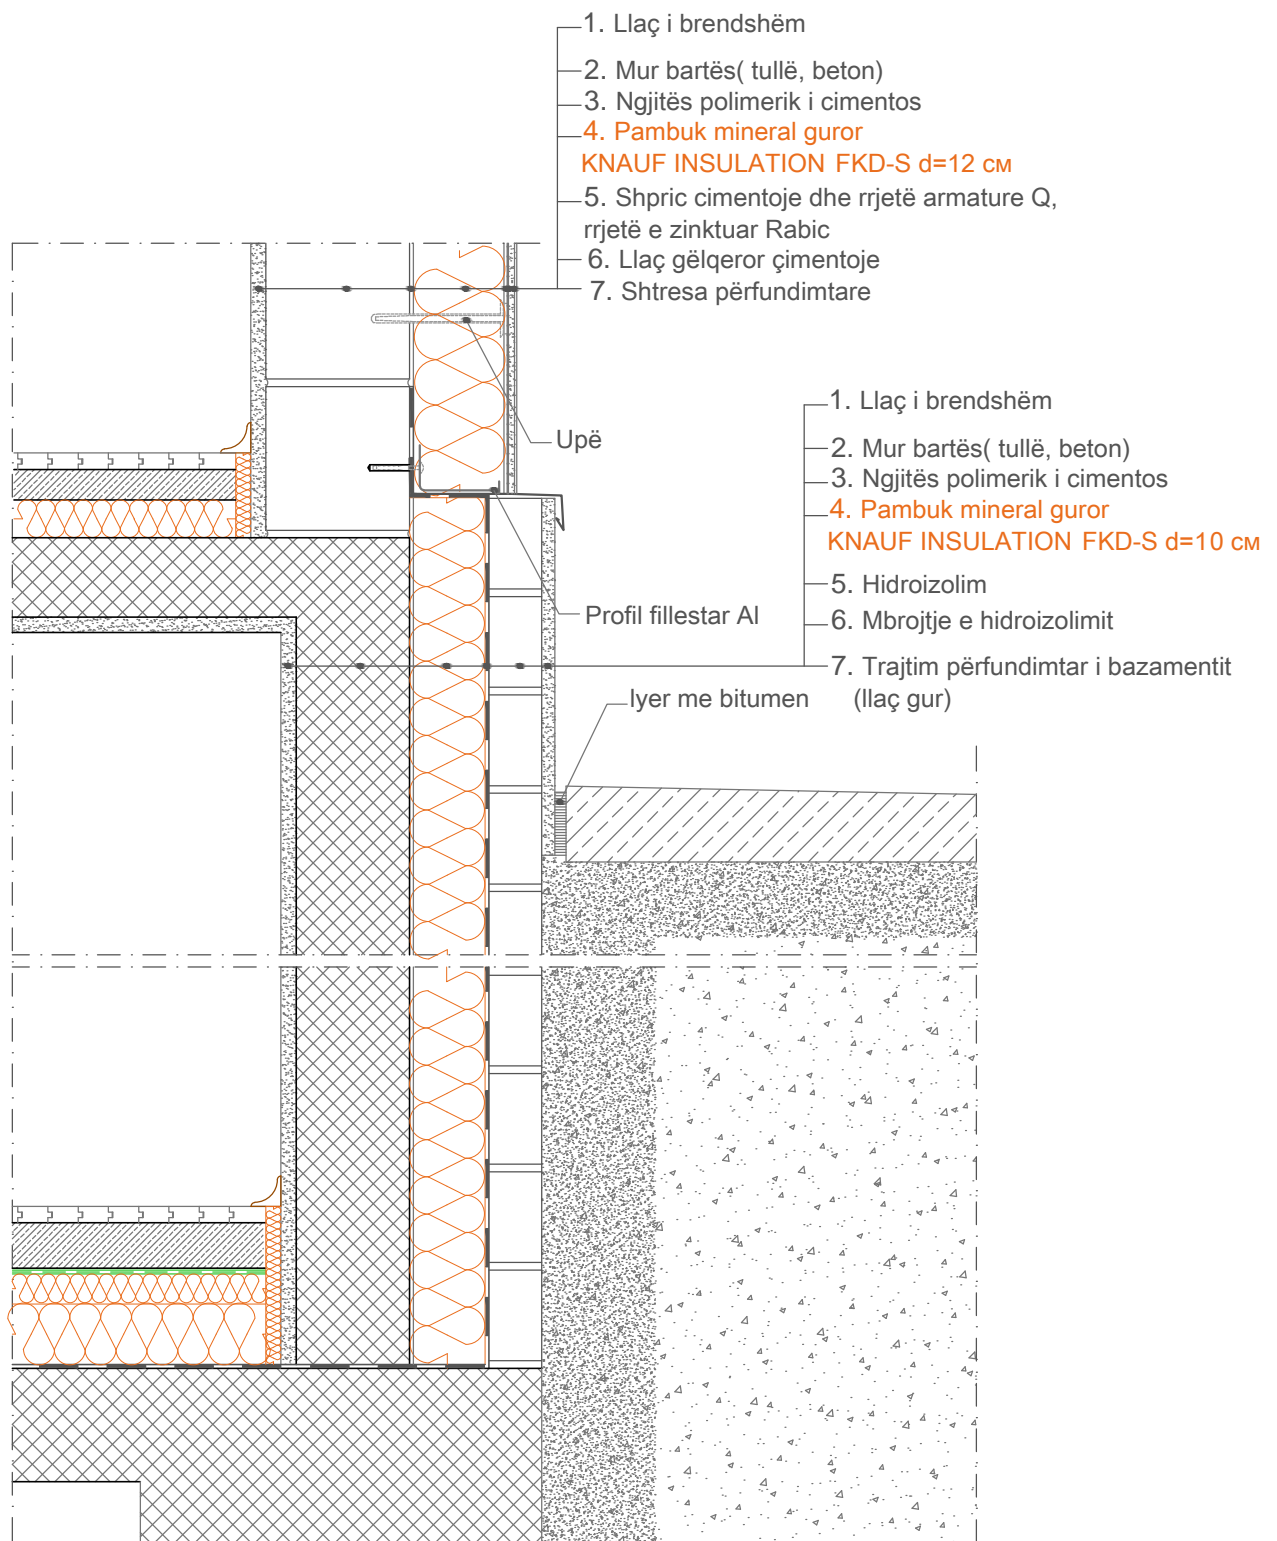 1. Llaç i brendshëm
2. Mur bartës( tullë, beton)
3. Ngjitës polimerik i cimentos
4. Pambuk mineral guror
KNAUF INSULATION FKD-S d=12 см
5. Shpric cimentoje dhe rrjetë armature Q,
rrjetë e zinktuar Rabic
6. Llaç gëlqeror çimentoje
7. Shtresa përfundimtare
Upë
1. Llaç i brendshëm
2. Mur bartës( tullë, beton)
3. Ngjitës polimerik i cimentos
4. Pambuk mineral guror
KNAUF INSULATION FKD-S d=10 см
5. Hidroizolim
Profil fillestar Al
6. Mbrojtje e hidroizolimit
7. Trajtim përfundimtar i bazamentit
(llaç gur)
lyer me bitumen